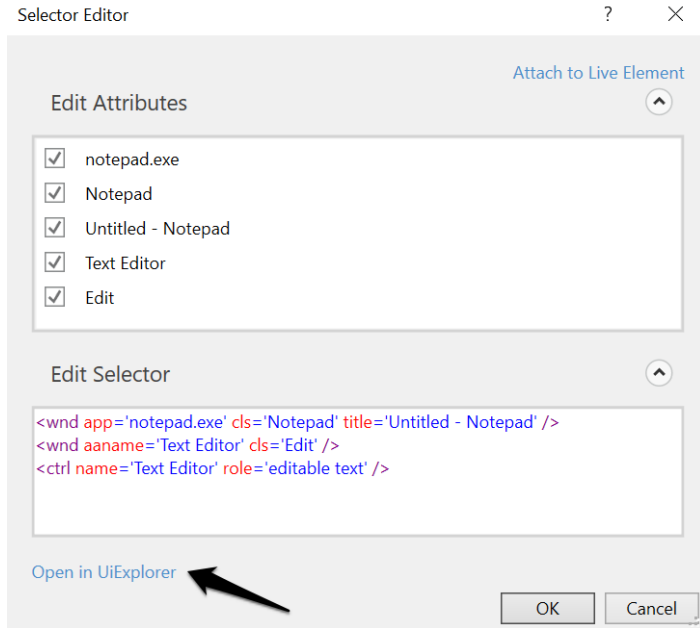 Selector Editor ?
Attach to Live Element
Edit Attributes
notepad.exe
Notepad
Untitled - Notepad
Text Editor
Edit
Edit Selector
<wnd app='notepad.exe' cls='Notepad' title='Untitled - Notepad' />
<wnd aaname='Text Editor' cls='Edit' />
<ctrl name='Text Editor' role='editable text' />
Open in UiExplorer
OK Cancel